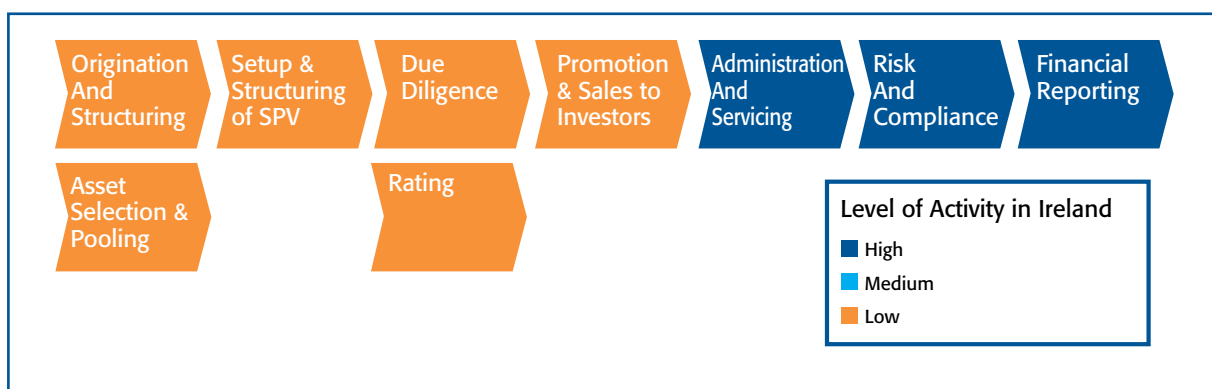 Origination
And
Structuring
Setup &
Structuring
of SPV
Due
Diligence
Promotion
& Sales to
Investors
Administration
And
Servicing
Risk
And
Compliance
Financial
Reporting
Asset
Selection &
Pooling
Rating
Level of Activity in Ireland
High
Medium
Low